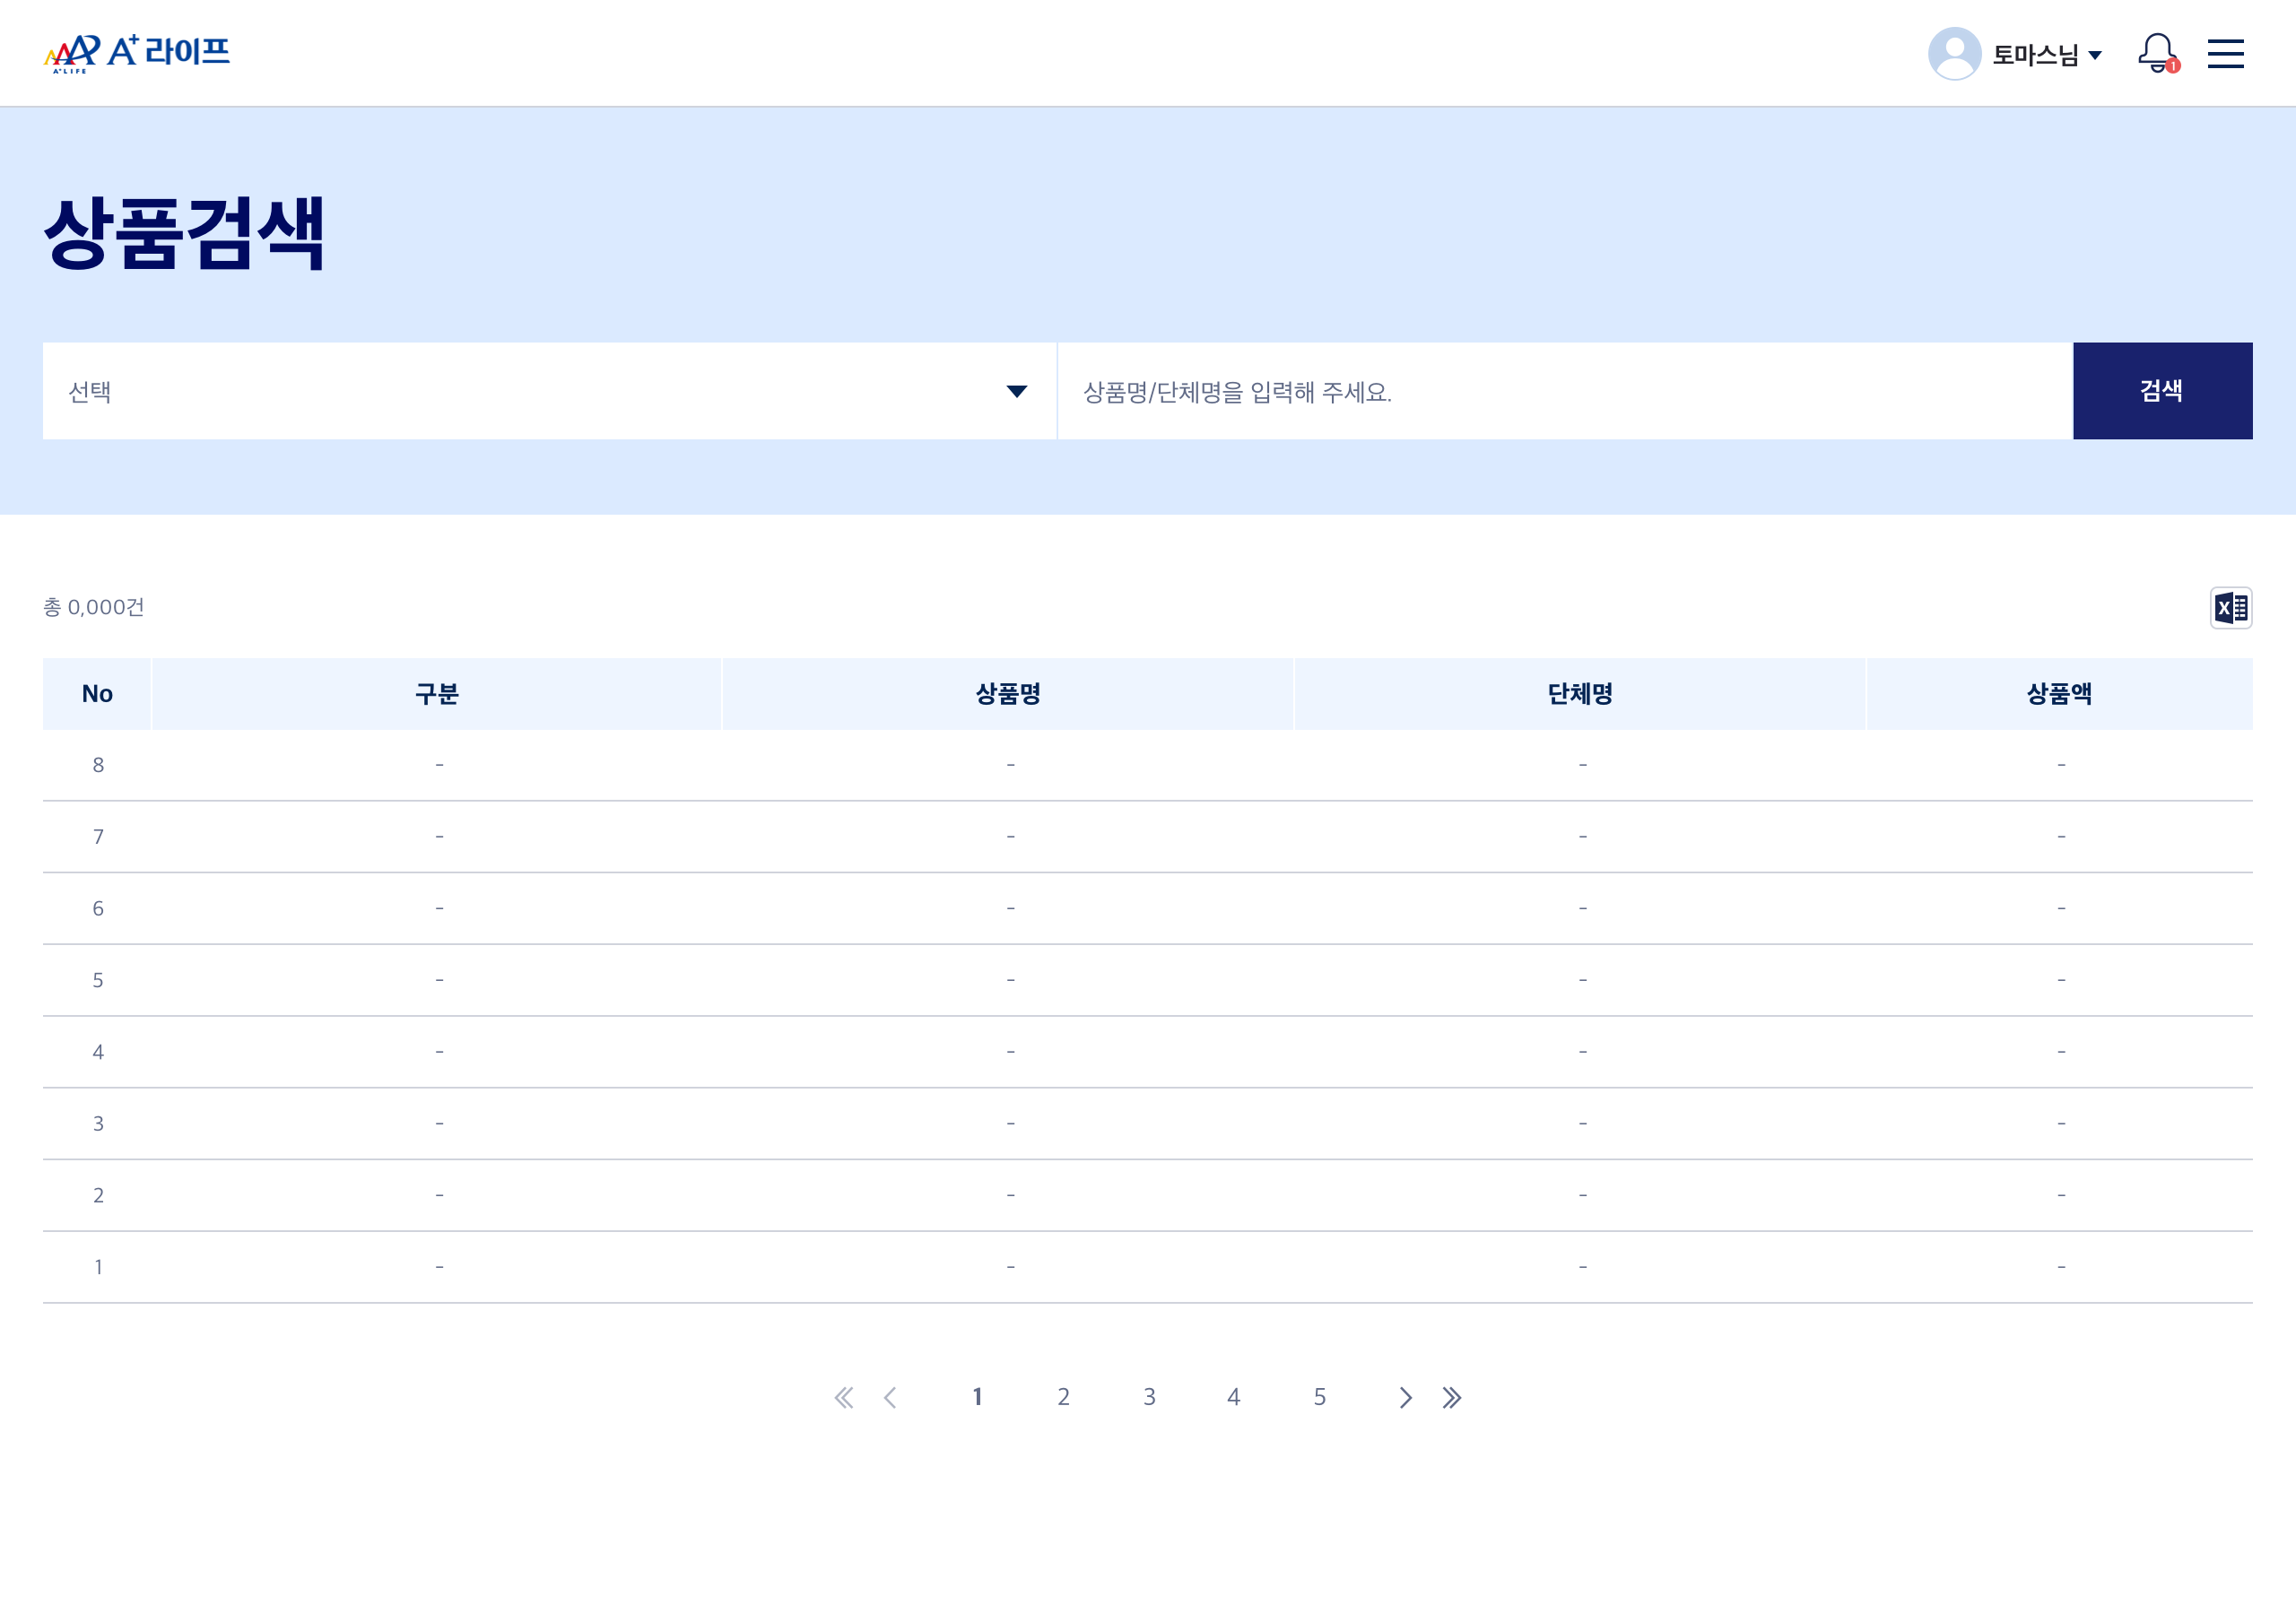 A+LIFE A+ 라이프
토마스님
1
상품검색
선택 상품명/단체명을 입력해 주세요. 검색
총 0,000건
X
No 구분 상품명 단체명 상품액
8 - - - -
7 - - - -
6 - - - -
5 - - - -
4 - - - -
3 - - - -
2 - - - -
1 - - - -
1 2 3 4 5